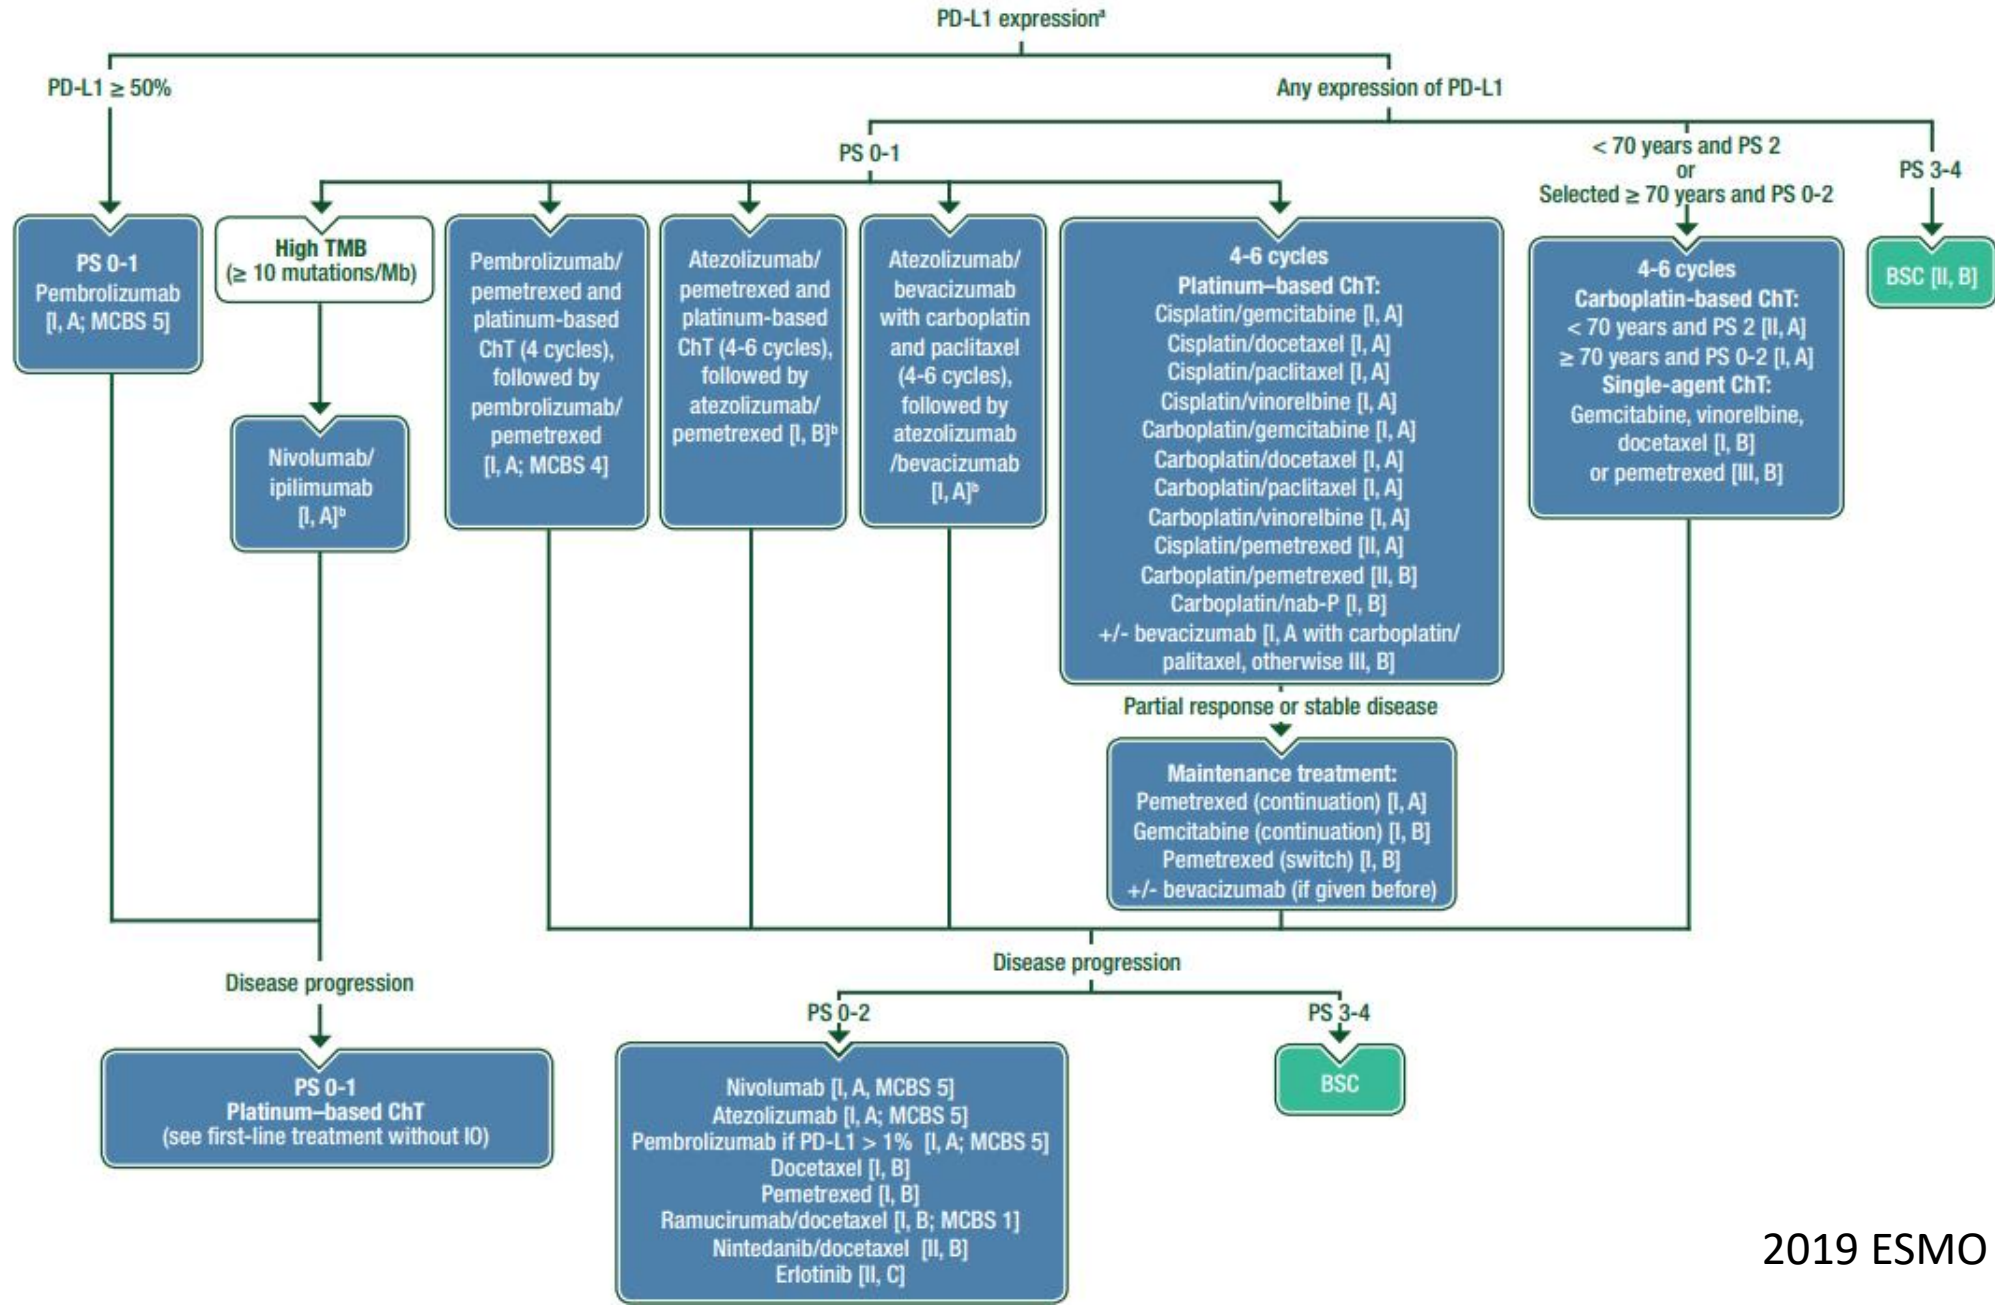 PD-L1 expressionᵃ
PD-L1 ≥ 50%
Any expression of PD-L1
PS 0-1
< 70 years and PS 2
or
Selected ≥ 70 years and PS 0-2
PS 3-4
PS 0-1
Pembrolizumab
[I, A; MCBS 5]
High TMB
(≥ 10 mutations/Mb)
Nivolumab/
ipilimumab
[I, A]ᵇ
Pembrolizumab/
pemetrexed and
platinum-based
ChT (4 cycles),
followed by
pembrolizumab/
pemetrexed
[I, A; MCBS 4]
Atezolizumab/
pemetrexed and
platinum-based
ChT (4-6 cycles),
followed by
atezolizumab/
pemetrexed [I, B]ᵇ
Atezolizumab/
bevacizumab
with carboplatin
and paclitaxel
(4-6 cycles),
followed by
atezolizumab
/bevacizumab
[I, A]ᵇ
4-6 cycles
Platinum–based ChT:
Cisplatin/gemcitabine [I, A]
Cisplatin/docetaxel [I, A]
Cisplatin/paclitaxel [I, A]
Cisplatin/vinorelbine [I, A]
Carboplatin/gemcitabine [I, A]
Carboplatin/docetaxel [I, A]
Carboplatin/paclitaxel [I, A]
Carboplatin/vinorelbine [I, A]
Cisplatin/pemetrexed [II, A]
Carboplatin/pemetrexed [II, B]
Carboplatin/nab-P [I, B]
+/- bevacizumab [I, A with carboplatin/
palitaxel, otherwise III, B]
4-6 cycles
Carboplatin-based ChT:
< 70 years and PS 2 [II, A]
≥ 70 years and PS 0-2 [I, A]
Single-agent ChT:
Gemcitabine, vinorelbine,
docetaxel [I, B]
or pemetrexed [III, B]
BSC [II, B]
Partial response or stable disease
Maintenance treatment:
Pemetrexed (continuation) [I, A]
Gemcitabine (continuation) [I, B]
Pemetrexed (switch) [I, B]
+/- bevacizumab (if given before)
Disease progression
PS 0-1
Platinum–based ChT
(see first-line treatment without IO)
Disease progression
PS 0-2
PS 3-4
Nivolumab [I, A, MCBS 5]
Atezolizumab [I, A; MCBS 5]
Pembrolizumab if PD-L1 > 1% [I, A; MCBS 5]
Docetaxel [I, B]
Pemetrexed [I, B]
Ramucirumab/docetaxel [I, B; MCBS 1]
Nintedanib/docetaxel [II, B]
Erlotinib [II, C]
BSC
2019 ESMO